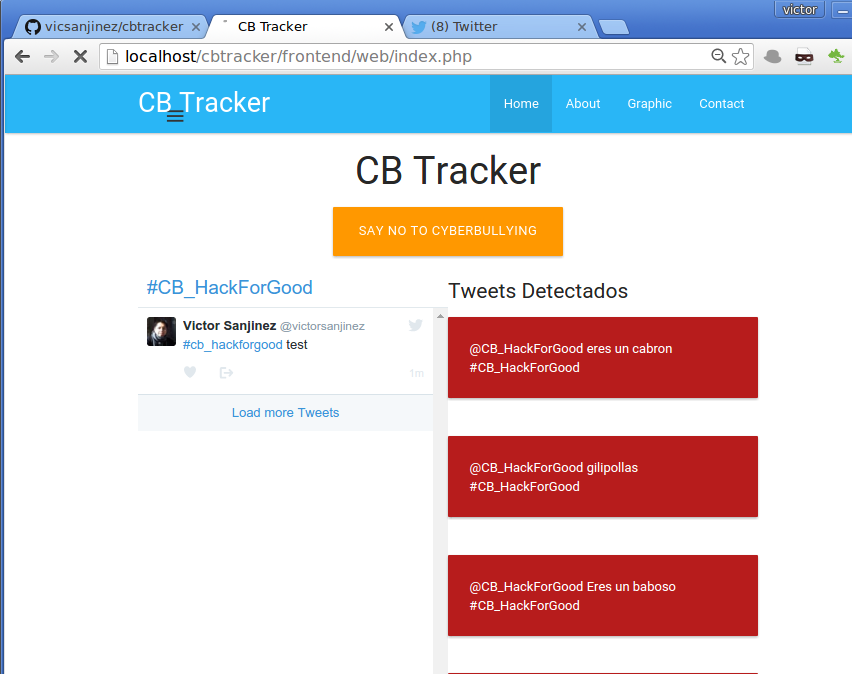 victor
vicsanjinez/cbtracker
CB Tracker
(8) Twitter
localhost/cbtracker/frontend/web/index.php
CB Tracker
Home
About
Graphic
Contact
CB Tracker
SAY NO TO CYBERBULLYING
#CB_HackForGood
Victor Sanjinez @victorsanjinez
#cb_hackforgood test
1m
Load more Tweets
Tweets Detectados
@CB_HackForGood eres un cabron
#CB_HackForGood
@CB_HackForGood gilipollas
#CB_HackForGood
@CB_HackForGood Eres un baboso
#CB_HackForGood